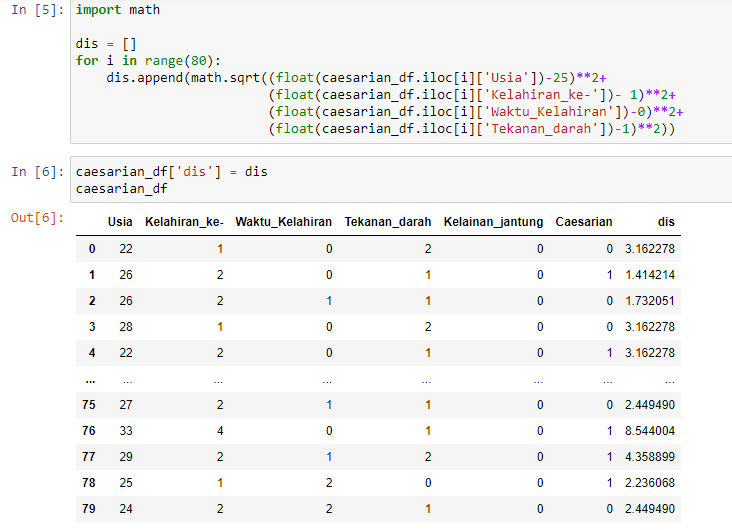 In [5]: import math
dis = []
for i in range(80):
    dis.append(math.sqrt((float(caesarian_df.iloc[i]['Usia'])-25)**2+
                         (float(caesarian_df.iloc[i]['Kelahiran_ke-'])- 1)**2+
                         (float(caesarian_df.iloc[i]['Waktu_Kelahiran'])-0)**2+
                         (float(caesarian_df.iloc[i]['Tekanan_darah'])-1)**2))
In [6]: caesarian_df['dis'] = dis
caesarian_df
Out[6]:
Usia Kelahiran_ke- Waktu_Kelahiran Tekanan_darah Kelainan_jantung Caesarian dis
0 22 1 0 2 0 0 3.162278
1 26 2 0 1 0 1 1.414214
2 26 2 1 1 0 0 1.732051
3 28 1 0 2 0 0 3.162278
4 22 2 0 1 0 1 3.162278
... ... ... ... ... ... ... ...
75 27 2 1 1 0 0 2.449490
76 33 4 0 1 0 1 8.544004
77 29 2 1 2 0 1 4.358899
78 25 1 2 0 0 1 2.236068
79 24 2 2 1 0 0 2.449490